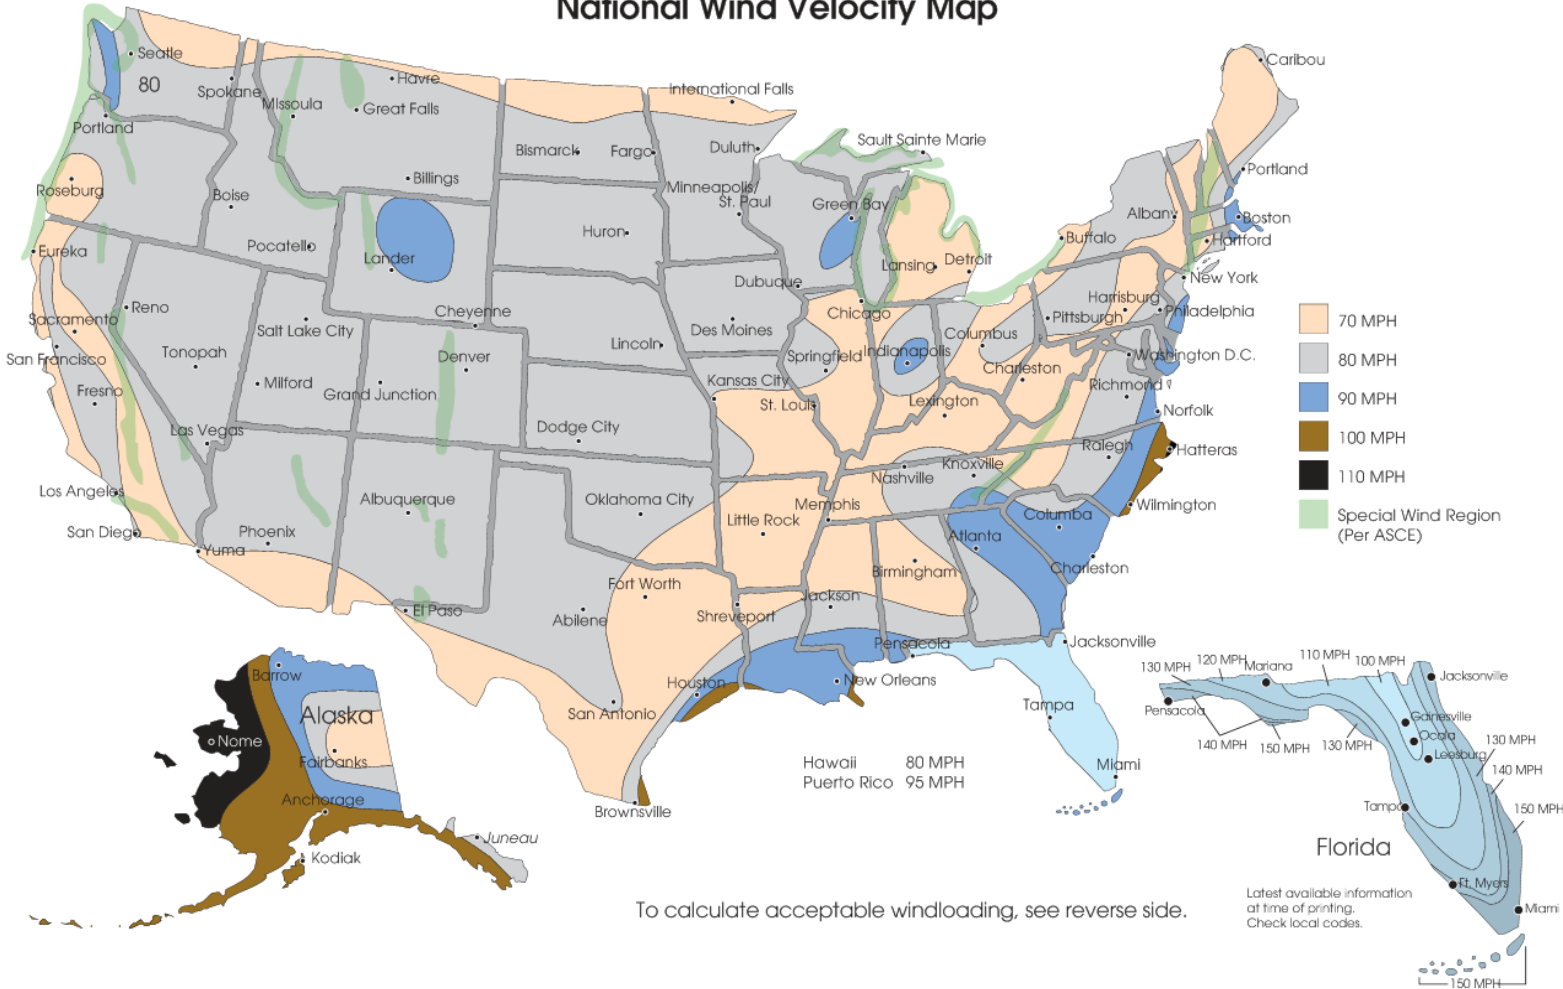 National Wind Velocity Map
Seatle
80
Spokane
Missoula
Havre
Great Falls
Portland
Roseburg
Boise
Billings
Pocatello
Eureka
Lander
Reno
Sacramento
San Francisco
Fresno
Tonopah
Salt Lake City
Milford
Las Vegas
Los Angeles
San Diego
Yuma
Phoenix
Cheyenne
Denver
Grand Junction
Albuquerque
El Paso
International Falls
Bismarck
Fargo
Duluth
Minneapolis/
St. Paul
Huron
Sault Sainte Marie
Green Bay
Dubuque
Des Moines
Lincoln
Lansing
Detroit
Chicago
Springfield
Indianapolis
Columbus
Kansas City
St. Louis
Dodge City
Oklahoma City
Lexington
Charleston
Nashville
Knoxville
Memphis
Little Rock
Fort Worth
Abilene
Shreveport
Jackson
Birmingham
Atlanta
Columba
Charleston
San Antonio
Houston
New Orleans
Pensacola
Brownsville
Jacksonville
Tampa
Miami
Caribou
Portland
Albany
Boston
Hartford
Buffalo
New York
Harrisburg
Pittsburgh
Philadelphia
Washington D.C.
Richmond
Norfolk
Ralegh
Hatteras
Wilmington
70 MPH
80 MPH
90 MPH
100 MPH
110 MPH
Special Wind Region
(Per ASCE)
Barrow
Alaska
Nome
Fairbanks
Anchorage
Juneau
Kodiak
Hawaii 80 MPH
Puerto Rico 95 MPH
130 MPH
120 MPH
Mariana
110 MPH
100 MPH
Jacksonville
Pensacola
Gainesville
Ocala
Leesburg
140 MPH
150 MPH
130 MPH
130 MPH
140 MPH
150 MPH
Tampa
Florida
Ft. Myers
Miami
150 MPH
Latest available information
at time of printing.
Check local codes.
To calculate acceptable windloading, see reverse side.